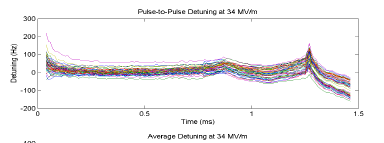 Pulse-to-Pulse Detuning at 34 MV/m
300
200
100
0
-100
-200
Detuning (Hz)
0 0.5 1 1.5
Time (ms)
Average Detuning at 34 MV/m
100